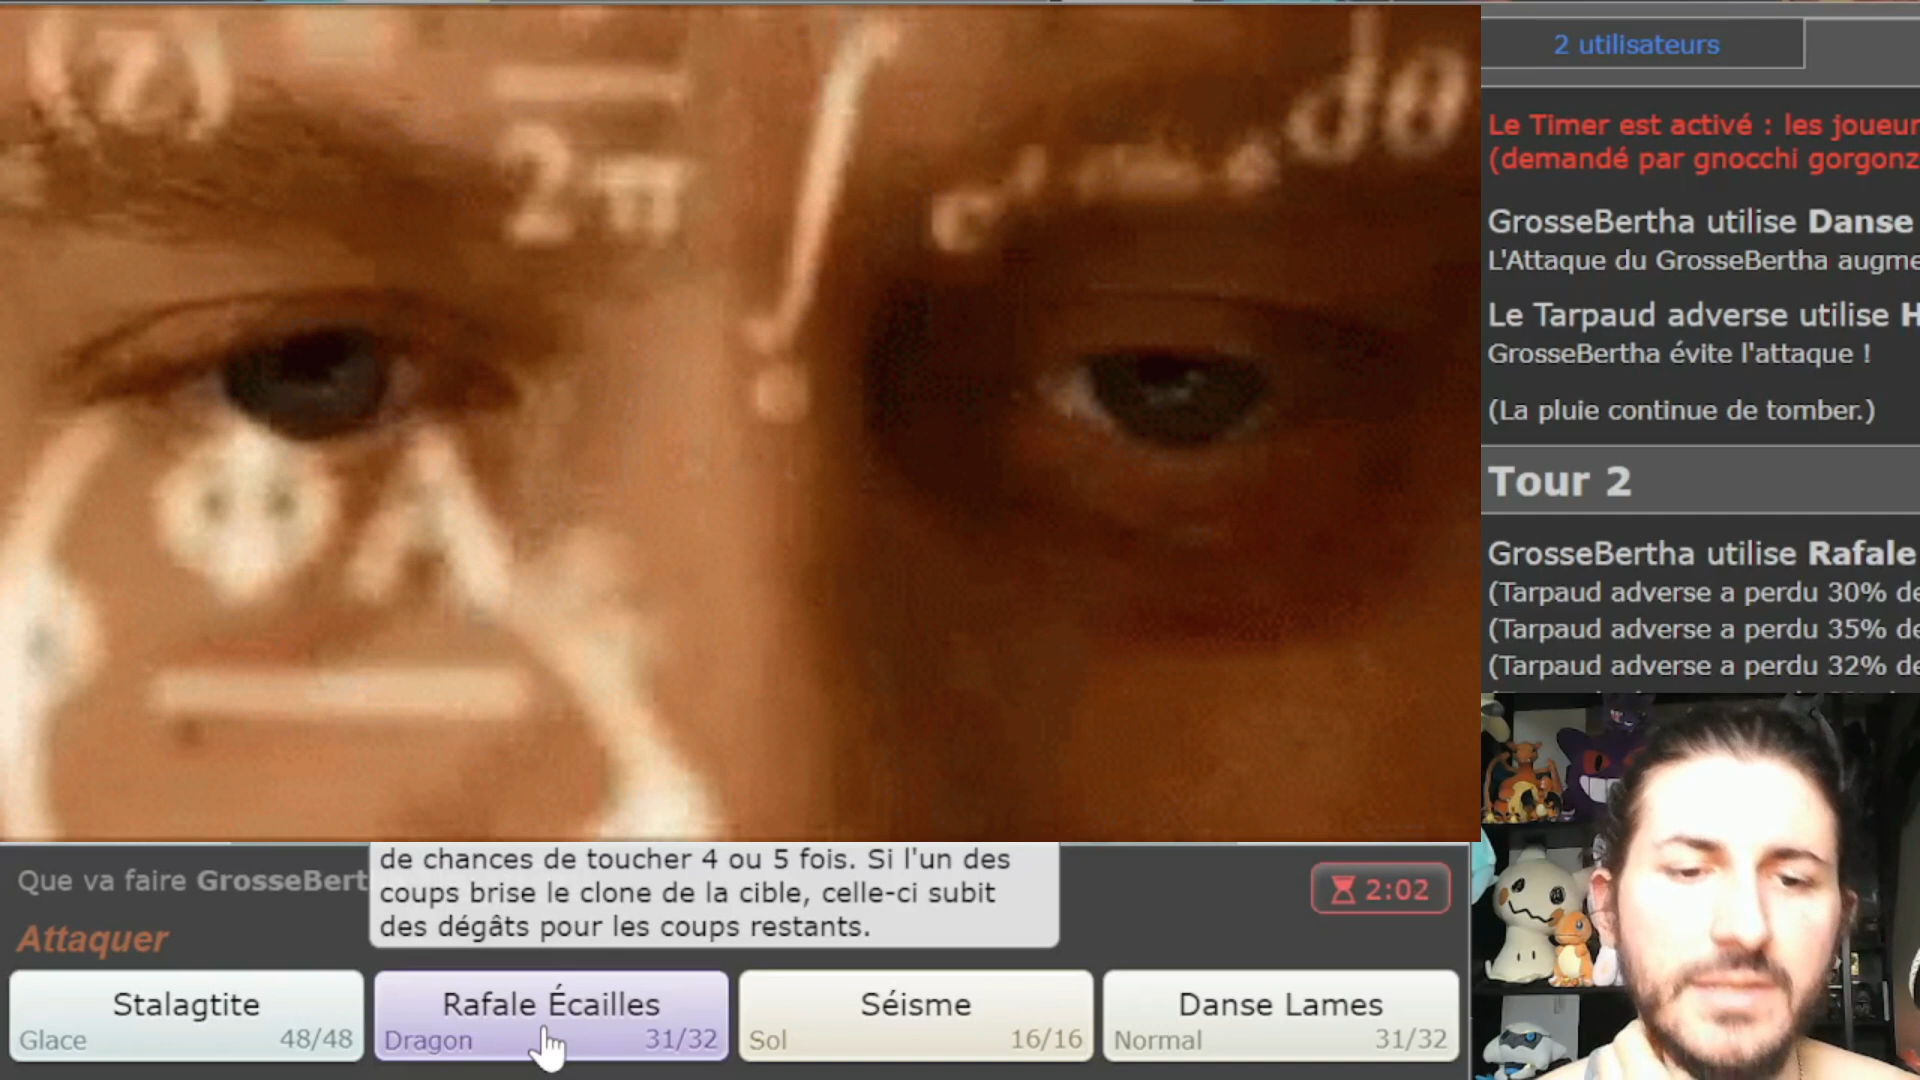 2 utilisateurs
Le Timer est activé : les joueur
(demandé par gnocchi gorgonz
GrosseBertha utilise Danse
L'Attaque du GrosseBertha augme
Le Tarpaud adverse utilise H
GrosseBertha évite l'attaque !
(La pluie continue de tomber.)
Tour 2
GrosseBertha utilise Rafale
(Tarpaud adverse a perdu 30% de
(Tarpaud adverse a perdu 35% de
(Tarpaud adverse a perdu 32% de
2π
dθ
de chances de toucher 4 ou 5 fois. Si l'un des
coups brise le clone de la cible, celle-ci subit
des dégâts pour les coups restants.
Que va faire GrosseBert
2:02
Attaquer
Stalagtite
Glace 48/48
Rafale Écailles
Dragon 31/32
Séisme
Sol 16/16
Danse Lames
Normal 31/32